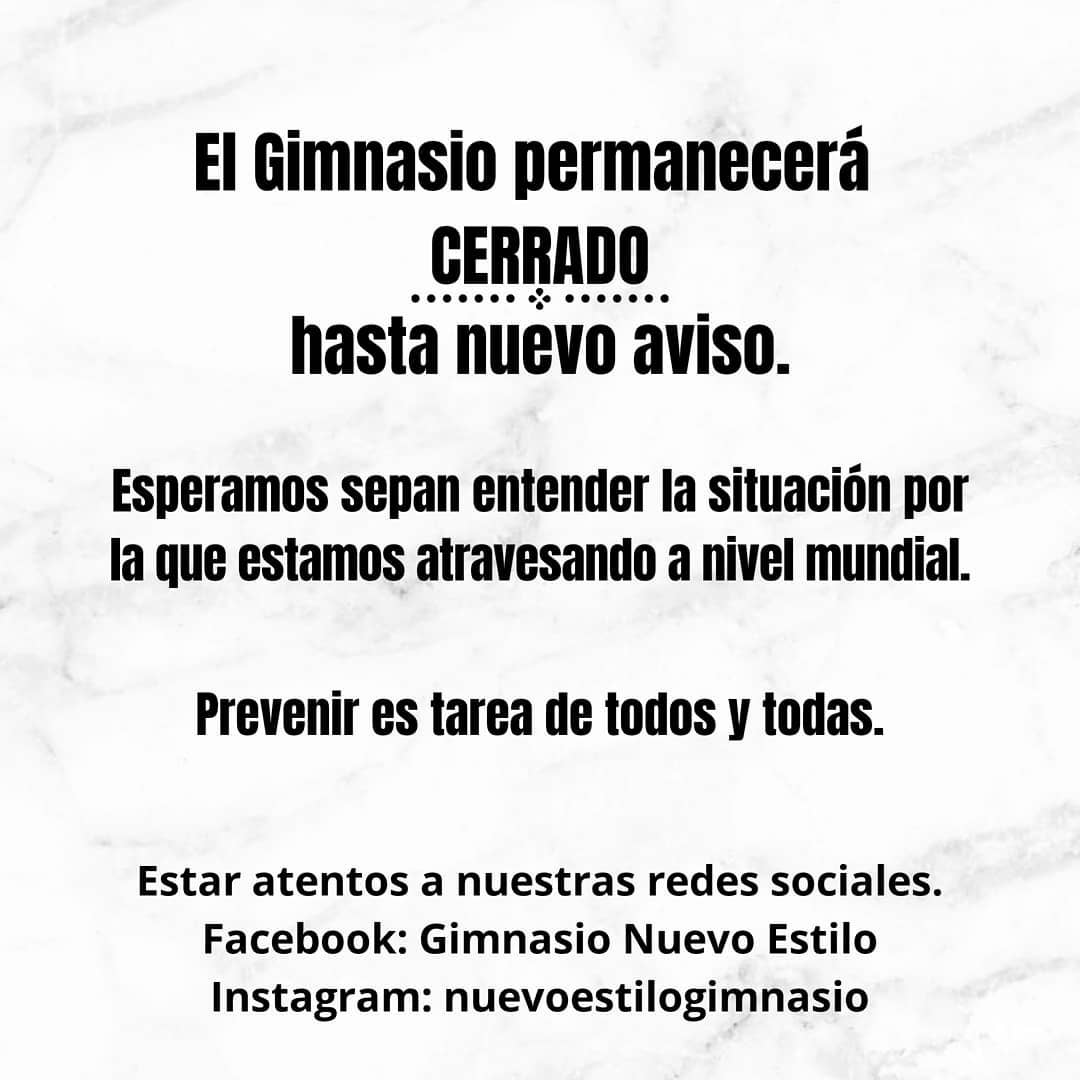 El Gimnasio permanecerá
CERRADO
hasta nuevo aviso.
Esperamos sepan entender la situación por
la que estamos atravesando a nivel mundial.
Prevenir es tarea de todos y todas.
Estar atentos a nuestras redes sociales.
Facebook: Gimnasio Nuevo Estilo
Instagram: nuevoestilogimnasio